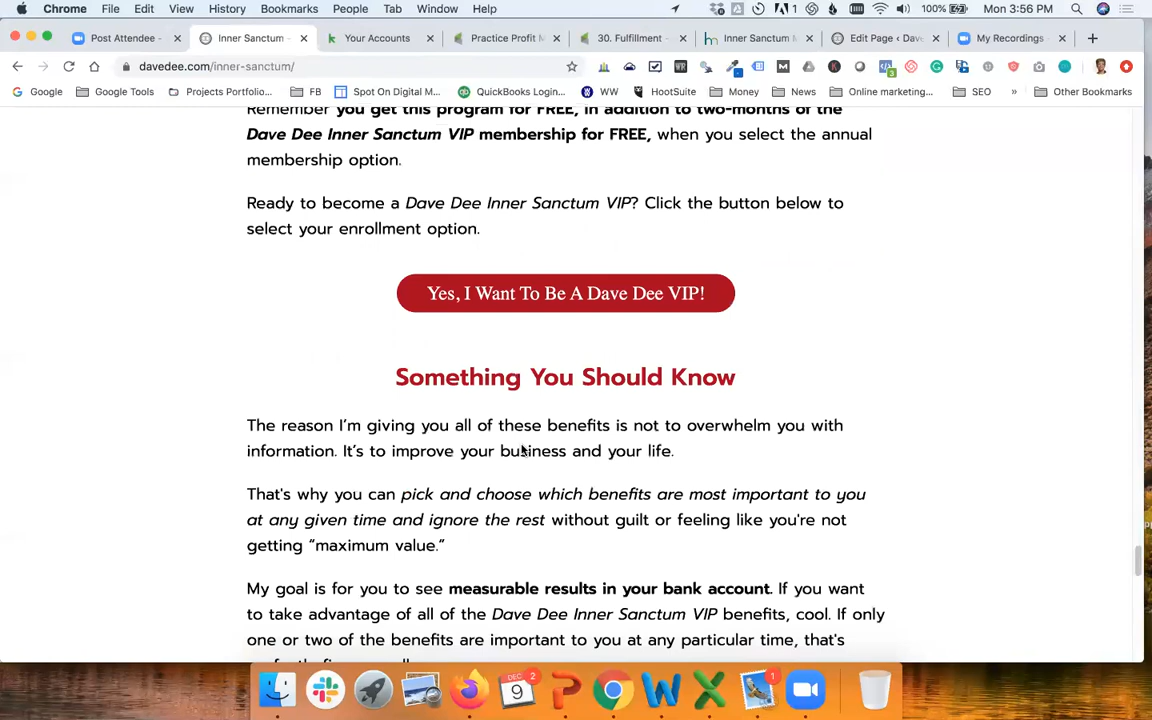 Chrome File Edit View History Bookmarks People Tab Window Help 1 100% Mon 3:56 PM
Post Attendee - Inner Sanctum - Your Accounts Practice Profit M 30. Fulfillment - Inner Sanctum M Edit Page ‹ Dave My Recordings
davedee.com/inner-sanctum/ 3
Google Google Tools Projects Portfolio... FB Spot On Digital M... QuickBooks Login... WW HootSuite Money News Online marketing... SEO » Other Bookmarks
Remember you get this program for FREE, in addition to two-months of the
Dave Dee Inner Sanctum VIP membership for FREE, when you select the annual
membership option.
Ready to become a Dave Dee Inner Sanctum VIP? Click the button below to
select your enrollment option.
Yes, I Want To Be A Dave Dee VIP!
Something You Should Know
The reason I’m giving you all of these benefits is not to overwhelm you with
information. It’s to improve your business and your life.
That's why you can pick and choose which benefits are most important to you
at any given time and ignore the rest without guilt or feeling like you're not
getting “maximum value.”
My goal is for you to see measurable results in your bank account. If you want
to take advantage of all of the Dave Dee Inner Sanctum VIP benefits, cool. If only
one or two of the benefits are important to you at any particular time, that's
DEC 9 2 1